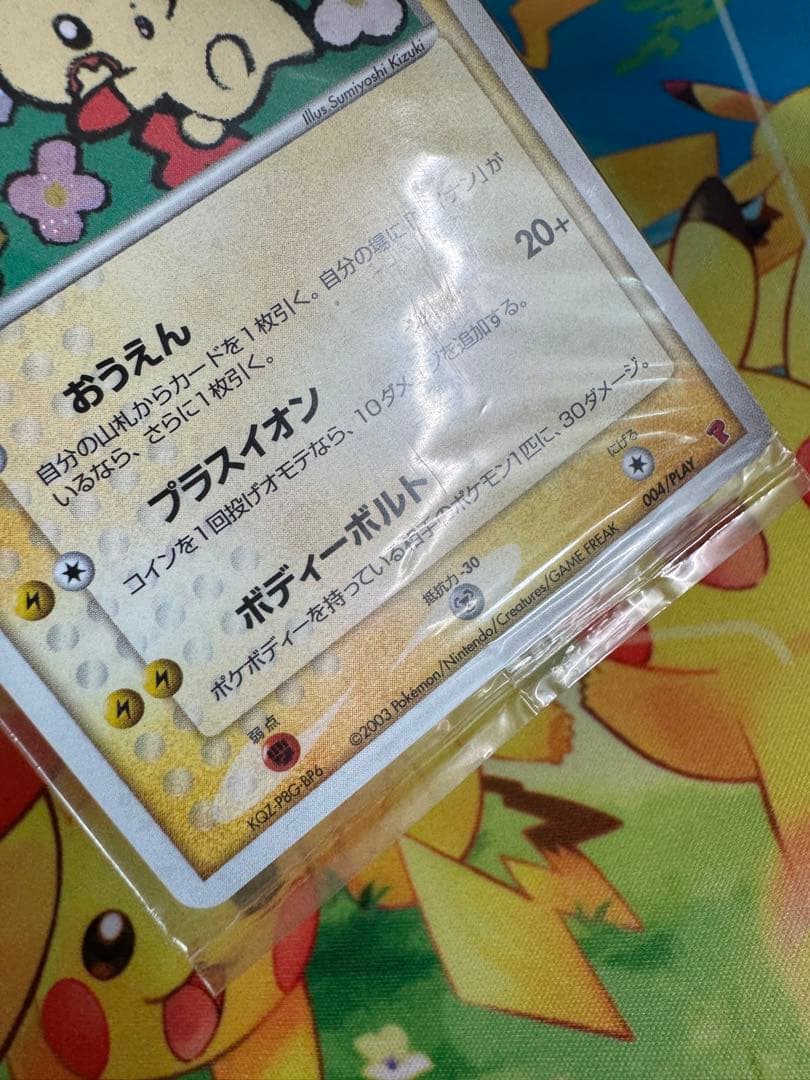 Illus. Sumiyoshi Kizuki
おうえん
自分の山札からカードを1枚引く。自分の場に「 ナン」が
いるなら、さらに1枚引く。
プラスイオン 20+
コインを1回投げオモテなら、10ダメージを追加する。
ボディーボルト
ポケボディーを持っている相手のポケモン1匹に、30ダメージ。
弱点 抵抗力 -30 にげる
KQZ-P8G-BP6 ©2003 Pokémon/Nintendo/Creatures/GAME FREAK 004/PLAY P